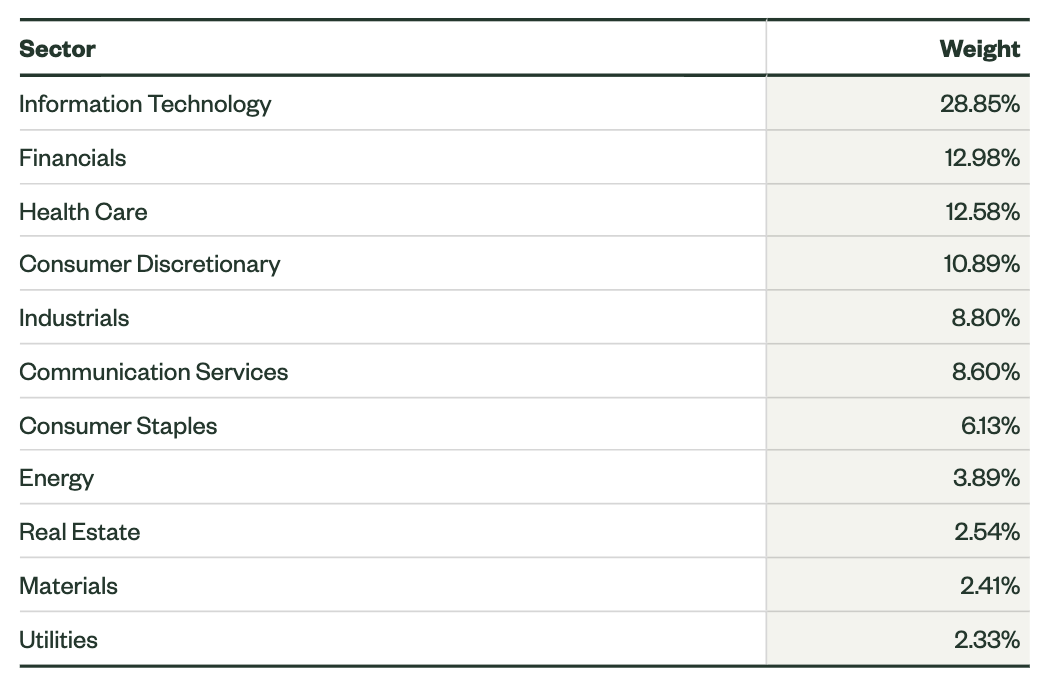 Sector Weight
Information Technology 28.85%
Financials 12.98%
Health Care 12.58%
Consumer Discretionary 10.89%
Industrials 8.80%
Communication Services 8.60%
Consumer Staples 6.13%
Energy 3.89%
Real Estate 2.54%
Materials 2.41%
Utilities 2.33%